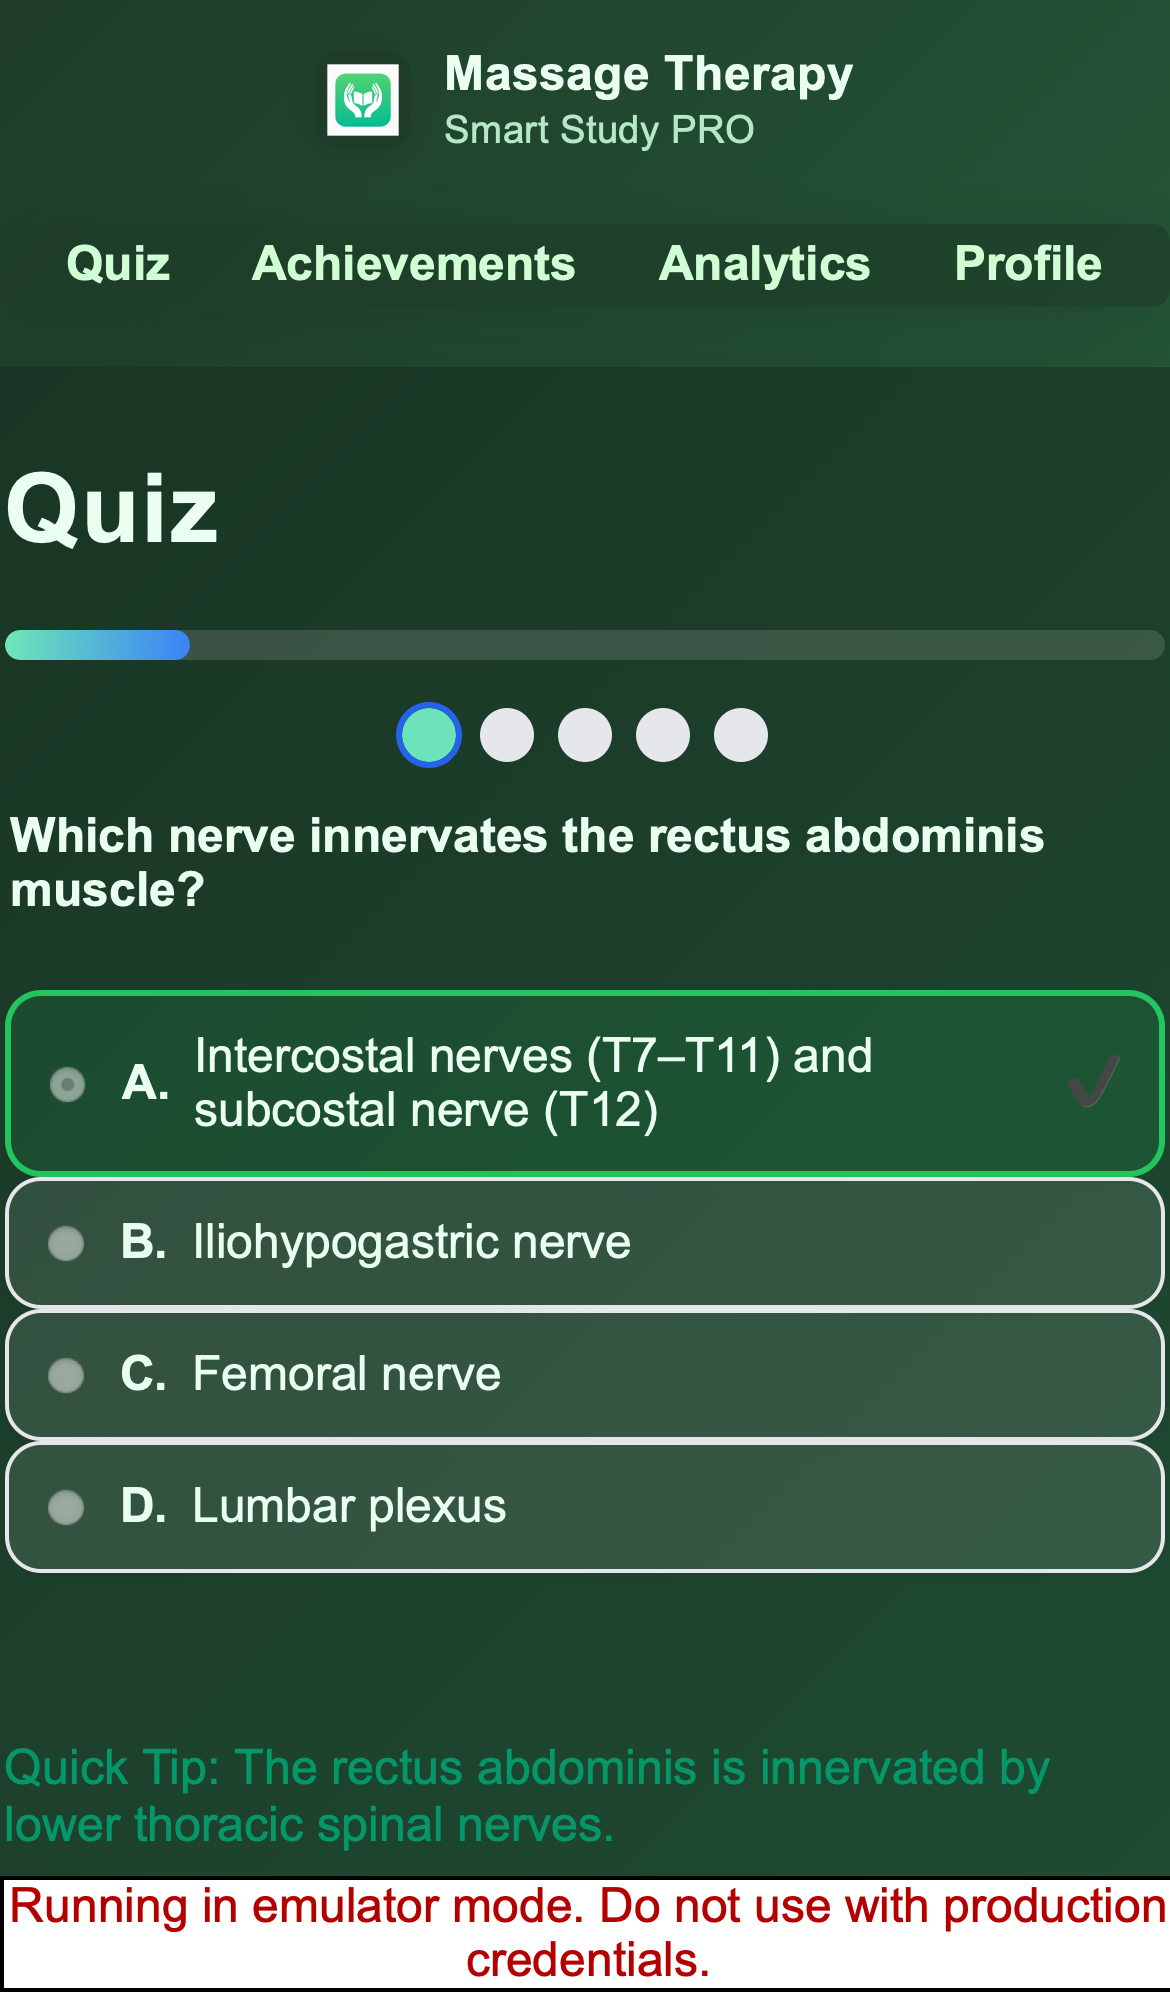 Massage Therapy
Smart Study PRO
Quiz Achievements Analytics Profile
Quiz
Which nerve innervates the rectus abdominis
muscle?
A. Intercostal nerves (T7–T11) and
subcostal nerve (T12)
B. Iliohypogastric nerve
C. Femoral nerve
D. Lumbar plexus
Quick Tip: The rectus abdominis is innervated by
lower thoracic spinal nerves.
Running in emulator mode. Do not use with production
credentials.